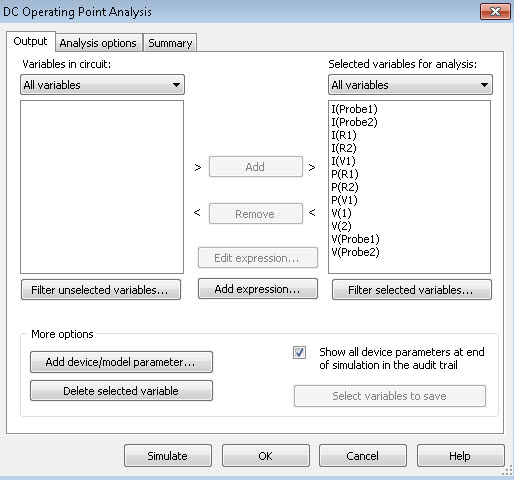 DC Operating Point Analysis
Output
Analysis options
Summary
Variables in circuit:
All variables
Selected variables for analysis:
All variables
I(Probe1)
I(Probe2)
I(R1)
I(R2)
I(V1)
P(R1)
P(R2)
P(V1)
V(1)
V(2)
V(Probe1)
V(Probe2)
> Add >
< Remove <
Edit expression...
Add expression...
Filter unselected variables...
Filter selected variables...
More options
Add device/model parameter...
Delete selected variable
Show all device parameters at end
of simulation in the audit trail
Select variables to save
Simulate
OK
Cancel
Help